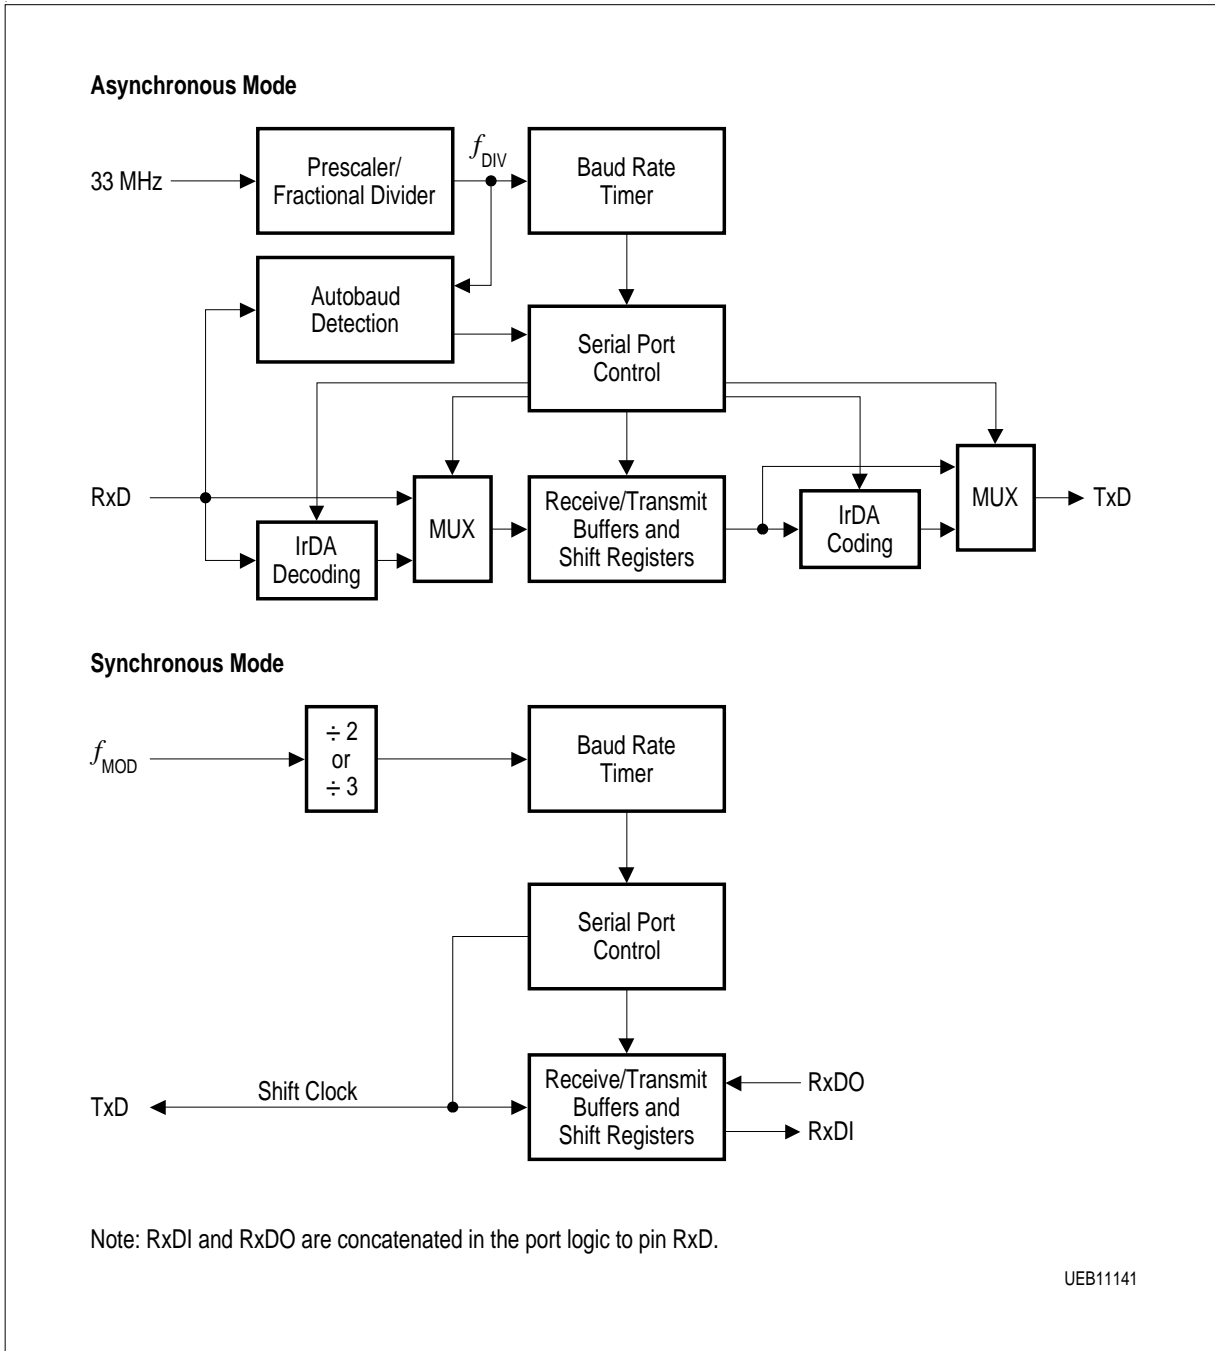 Asynchronous Mode
33 MHz
Prescaler/
Fractional Divider
fDIV
Baud Rate
Timer
Autobaud
Detection
Serial Port
Control
RxD
IrDA
Decoding
MUX
Receive/Transmit
Buffers and
Shift Registers
IrDA
Coding
MUX
TxD
Synchronous Mode
fMOD
÷ 2
or
÷ 3
Baud Rate
Timer
Serial Port
Control
TxD
Shift Clock
Receive/Transmit
Buffers and
Shift Registers
RxDO
RxDI
Note: RxDI and RxDO are concatenated in the port logic to pin RxD.
UEB11141